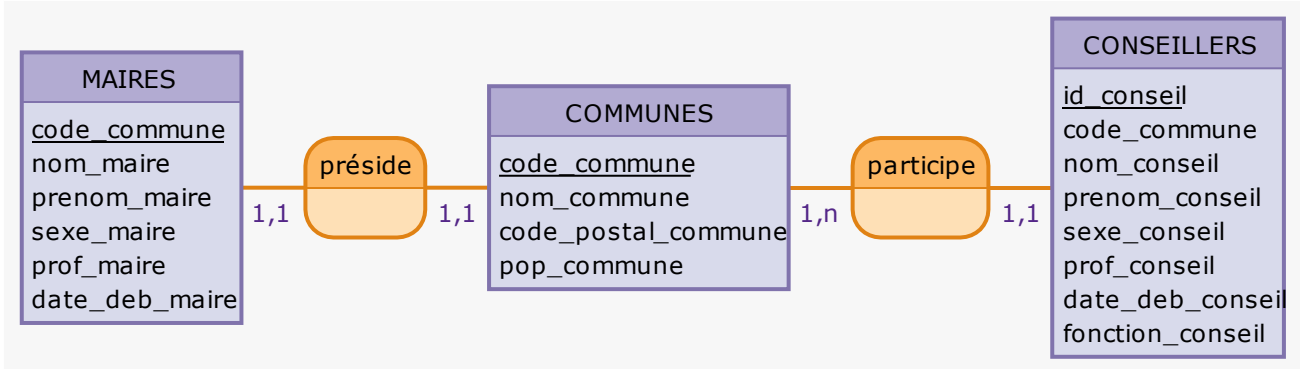 MAIRES
code_commune
nom_maire
prenom_maire
sexe_maire
prof_maire
date_deb_maire
1,1
préside
1,1
COMMUNES
code_commune
nom_commune
code_postal_commune
pop_commune
1,n
participe
1,1
CONSEILLERS
id_conseil
code_commune
nom_conseil
prenom_conseil
sexe_conseil
prof_conseil
date_deb_conseil
fonction_conseil